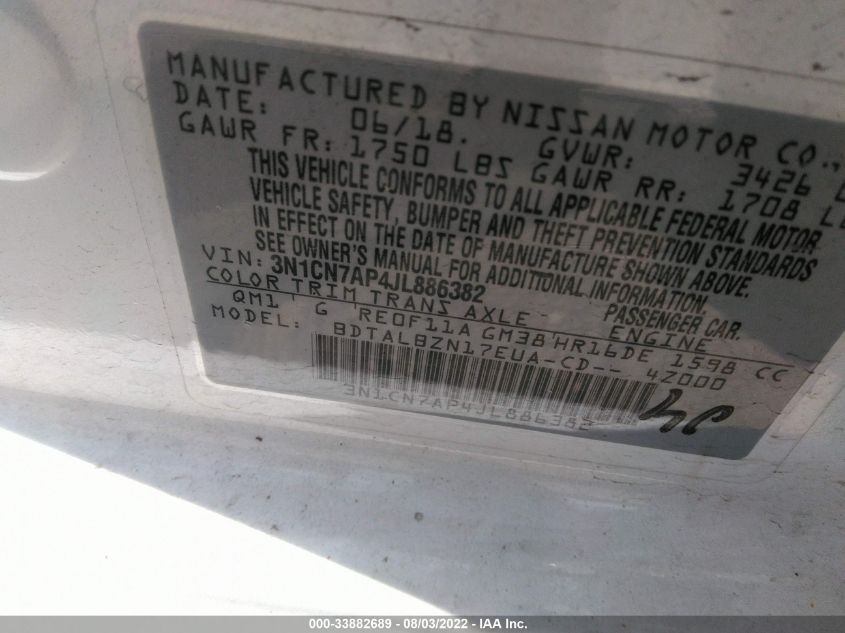 MANUFACTURED BY NISSAN MOTOR CO.,
DATE: 06/18. GVWR: 3426
GAWR FR: 1750 LBS GAWR RR: 1708
THIS VEHICLE CONFORMS TO ALL APPLICABLE FEDERAL MOTOR
VEHICLE SAFETY, BUMPER AND THEFT PREVENTION STANDARDS
IN EFFECT ON THE DATE OF MANUFACTURE SHOWN ABOVE.
SEE OWNER'S MANUAL FOR ADDITIONAL INFORMATION.
VIN: 3N1CN7AP4JL886382 PASSENGER CAR.
COLOR TRIM TRANS AXLE ENGINE
QM1 G RE0F11A GM38 HR16DE 1598 CC
MODEL: BDTALBZN17EUA-CD-- 42000
3N1CN7AP4JL886382
000-33882689 - 08/03/2022 - IAA Inc.